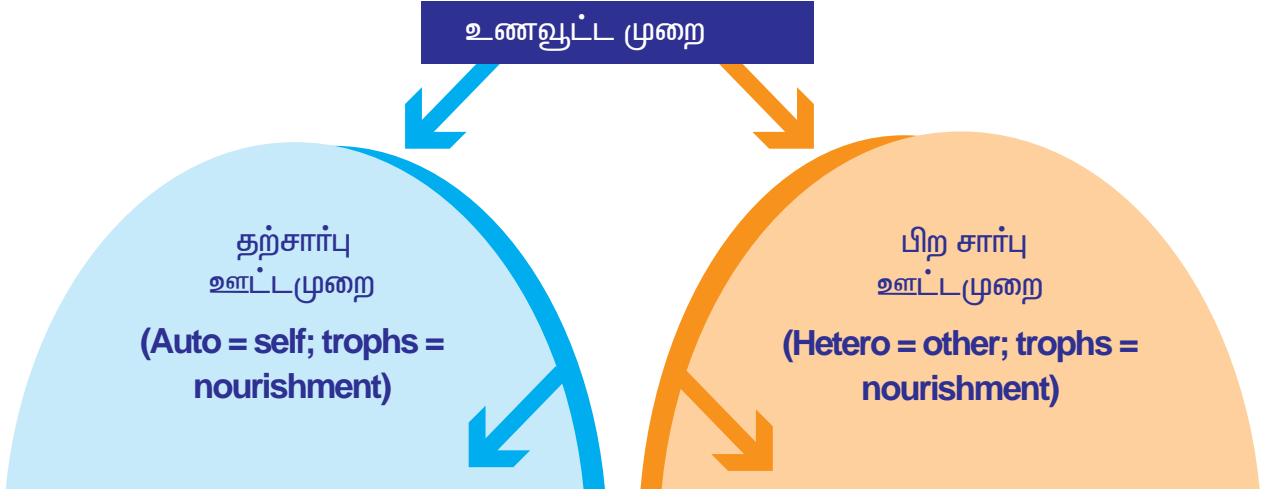 உணவூட்ட முறை
தற்சார்பு
ஊட்டமுறை
(Auto = self; trophs =
nourishment)
பிற சார்பு
ஊட்டமுறை
(Hetero = other; trophs =
nourishment)